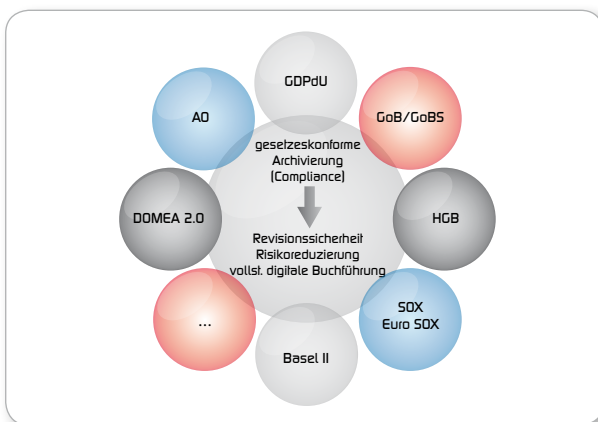 GDPdU
AO
GoB/GoBS
gesetzeskonforme
Archivierung
(Compliance)
DOMEA 2.0
HGB
Revisionssicherheit
Risikoreduzierung
vollst. digitale Buchführung
...
SOX
Euro SOX
Basel II